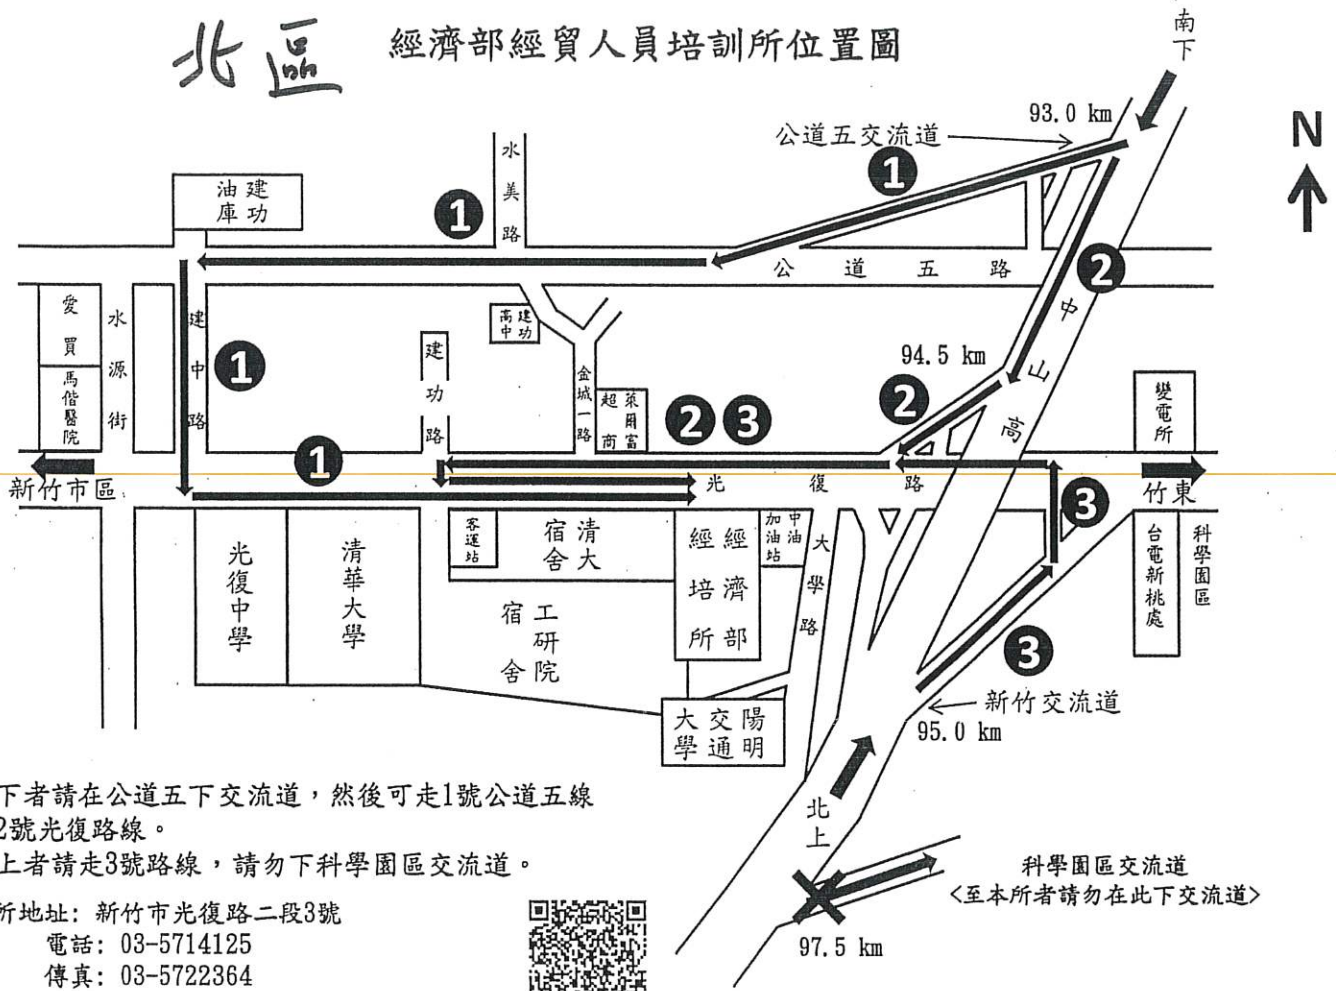 北區
經濟部經貿人員培訓所位置圖
南下
N
93.0 km
公道五交流道
1
水美路
建功油庫
1
公道五路
2
中山高
愛買
水源街
建中路
1
建功高中
建功路
金城一路
94.5 km
2
馬偕醫院
萊爾富超商
2 3
變電所
1
新竹市區
光復路
竹東
3
光復中學
清華大學
客運站
清大宿舍
經濟部經培所
中油加油站
大學路
台電新桃處
科學園區
工研院宿舍
3
陽明交通大學
新竹交流道
95.0 km
北上
下者請在公道五下交流道，然後可走1號公道五線
2號光復路線。
上者請走3號路線，請勿下科學園區交流道。
科學園區交流道
<至本所者請勿在此下交流道>
97.5 km
所地址: 新竹市光復路二段3號
電話: 03-5714125
傳真: 03-5722364